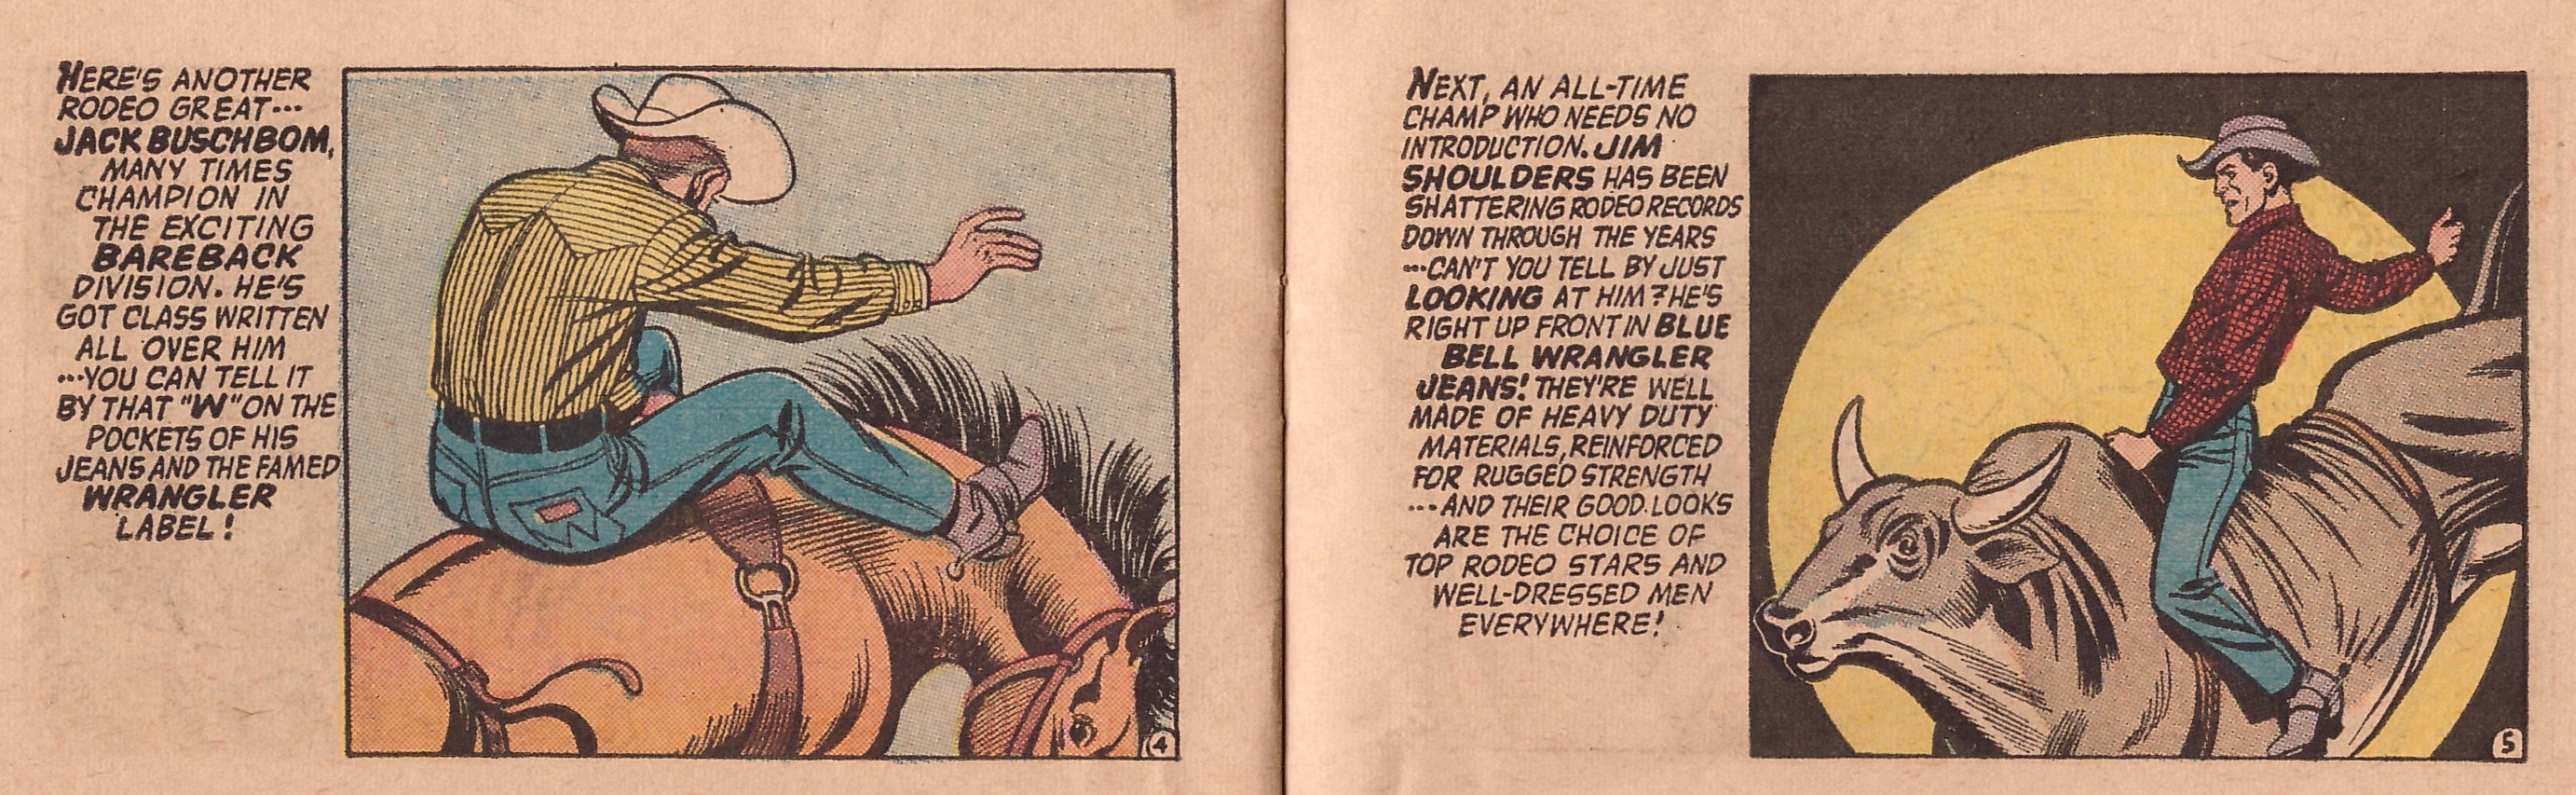 HERE'S ANOTHER
RODEO GREAT---
JACK BUSCHBOM,
MANY TIMES
CHAMPION IN
THE EXCITING
BAREBACK
DIVISION. HE'S
GOT CLASS WRITTEN
ALL OVER HIM
---YOU CAN TELL IT
BY THAT "W" ON THE
POCKETS OF HIS
JEANS AND THE FAMED
WRANGLER
LABEL!
4
NEXT, AN ALL-TIME
CHAMP WHO NEEDS NO
INTRODUCTION. JIM
SHOULDERS HAS BEEN
SHATTERING RODEO RECORDS
DOWN THROUGH THE YEARS
---CAN'T YOU TELL BY JUST
LOOKING AT HIM? HE'S
RIGHT UP FRONT IN BLUE
BELL WRANGLER
JEANS! THEY'RE WELL
MADE OF HEAVY DUTY
MATERIALS, REINFORCED
FOR RUGGED STRENGTH
---AND THEIR GOOD LOOKS
ARE THE CHOICE OF
TOP RODEO STARS AND
WELL-DRESSED MEN
EVERYWHERE!
5